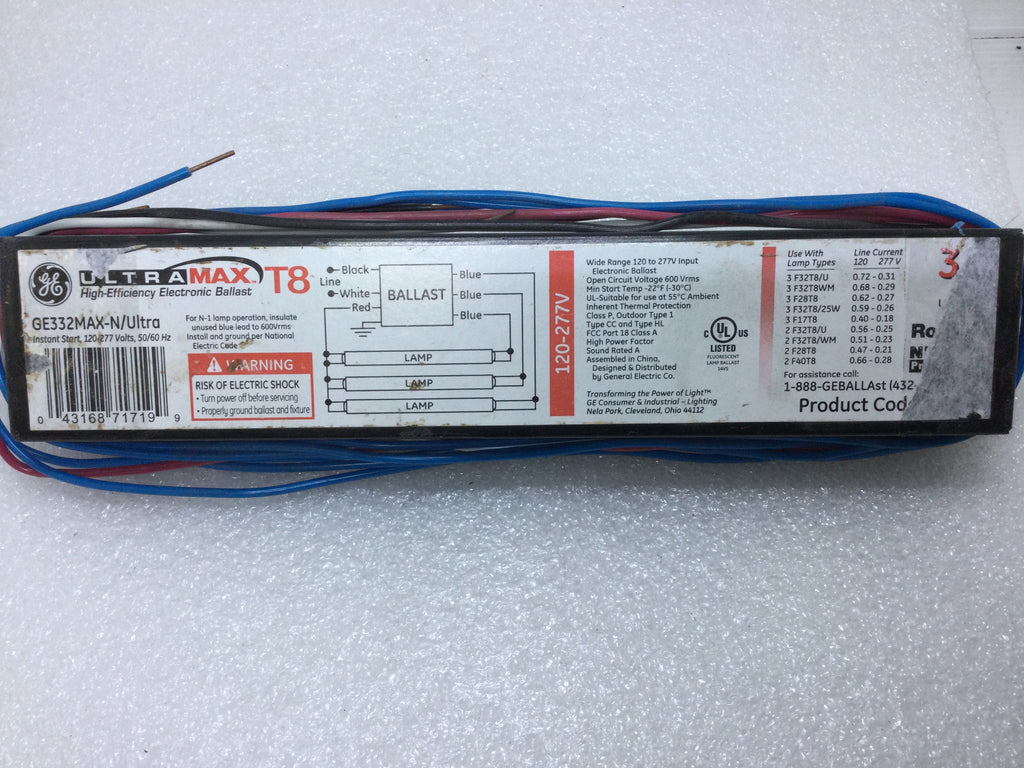 GE ULTRAMAX™ T8
High-Efficiency Electronic Ballast
GE332MAX-N/Ultra
Instant Start, 120/277 Volts, 50/60 Hz
0 43168 71719 9
For N-1 lamp operation, insulate
unused blue lead to 600Vrms
Install and ground per National
Electric Code
WARNING
RISK OF ELECTRIC SHOCK
• Turn power off before servicing
• Properly ground ballast and fixture
Black
Line
White
Red
BALLAST
Blue
Blue
Blue
LAMP
LAMP
LAMP
120-277V
Wide Range 120 to 277V Input
Electronic Ballast
Open Circuit Voltage 600 Vrms
Min Start Temp -22°F (-30°C)
UL-Suitable for use at 55°C Ambient
Inherent Thermal Protection
Class P, Outdoor Type 1
Type CC and Type HL
FCC Part 18 Class A
High Power Factor
Sound Rated A
Assembled in China,
Designed & Distributed
by General Electric Co.
Transforming the Power of Light™
GE Consumer & Industrial – Lighting
Nela Park, Cleveland, Ohio 44112
c UL US
LISTED
FLUORESCENT
LAMP BALLAST
14V5
Use With Line Current
Lamp Types 120 277 V
3 F32T8/U 0.72 - 0.31
3 F32T8WM 0.68 - 0.29
3 F28T8 0.62 - 0.27
3 F32T8/25W 0.59 - 0.26
3 F17T8 0.40 - 0.18
2 F32T8/U 0.56 - 0.25
2 F32T8/WM 0.51 - 0.23
2 F28T8 0.47 - 0.21
2 F40T8 0.66 - 0.28
For assistance call:
1-888-GEBALLAst (432-
Product Cod
3